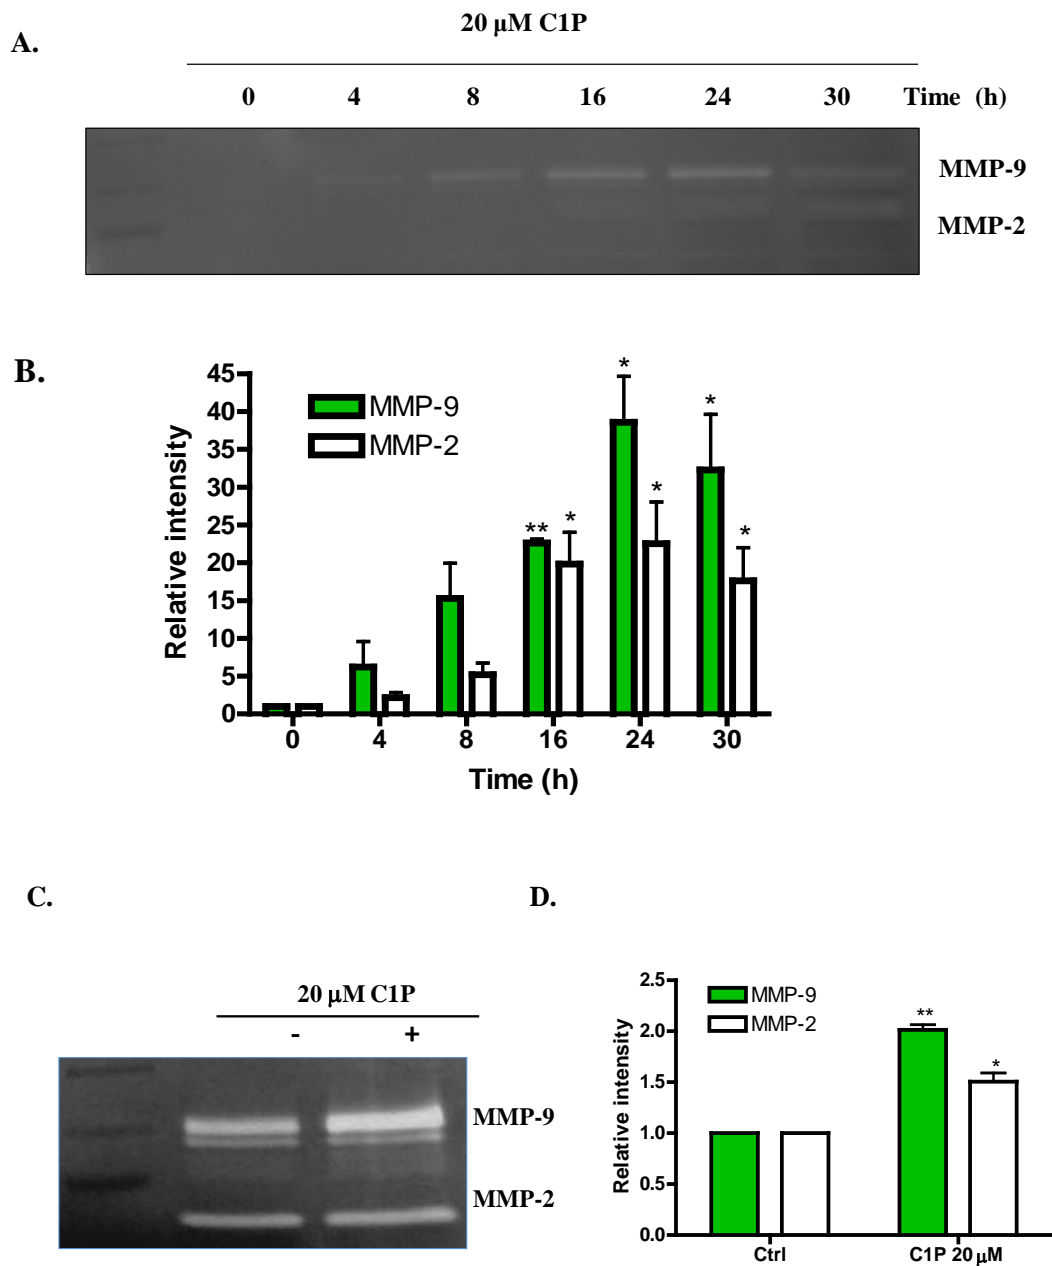 20 µM C1P
A.
0 4 8 16 24 30 Time (h)
MMP-9
MMP-2
B.
45
40
35
30
25
20
15
10
5
0
Relative intensity
MMP-9
MMP-2
** * * * * *
0 4 8 16 24 30
Time (h)
C.
20 µM C1P
- +
MMP-9
MMP-2
D.
2.5
2.0
1.5
1.0
0.5
0.0
Relative intensity
MMP-9
MMP-2
** *
Ctrl C1P 20 µM